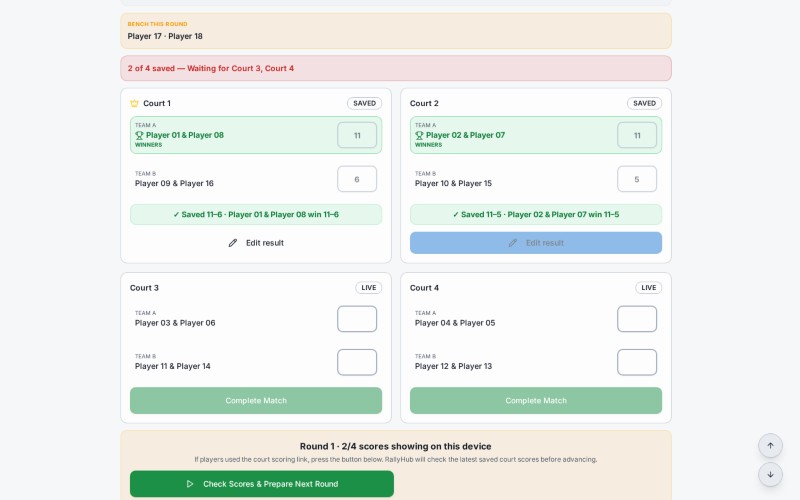 BENCH THIS ROUND
Player 17 · Player 18
2 of 4 saved — Waiting for Court 3, Court 4
Court 1
SAVED
TEAM A
Player 01 & Player 08
WINNERS
11
TEAM B
Player 09 & Player 16
6
✓ Saved 11–6 · Player 01 & Player 08 win 11–6
Edit result
Court 2
SAVED
TEAM A
Player 02 & Player 07
WINNERS
11
TEAM B
Player 10 & Player 15
5
✓ Saved 11–5 · Player 02 & Player 07 win 11–5
Edit result
Court 3
LIVE
TEAM A
Player 03 & Player 06
TEAM B
Player 11 & Player 14
Complete Match
Court 4
LIVE
TEAM A
Player 04 & Player 05
TEAM B
Player 12 & Player 13
Complete Match
Round 1 · 2/4 scores showing on this device
If players used the court scoring link, press the button below. RallyHub will check the latest saved court scores before advancing.
Check Scores & Prepare Next Round